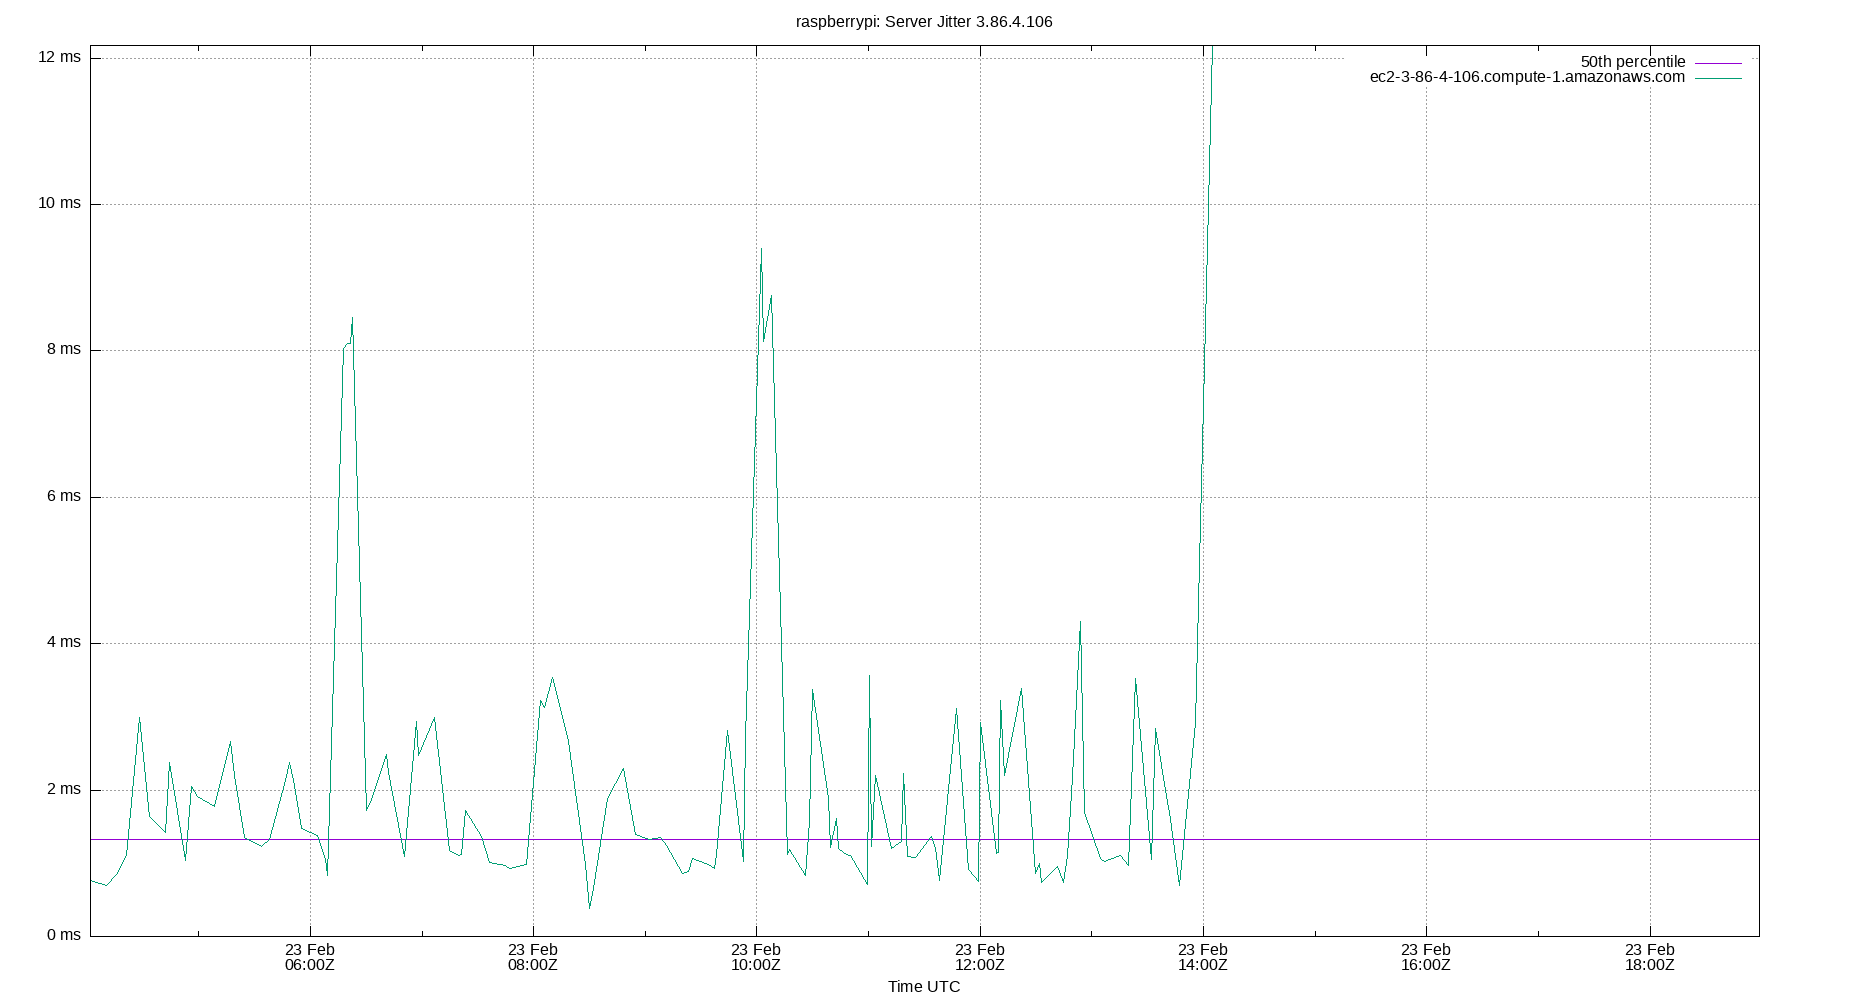 raspberrypi: Server Jitter 3.86.4.106
12 ms
50th percentile
ec2-3-86-4-106.compute-1.amazonaws.com
10 ms
8 ms
6 ms
4 ms
2 ms
0 ms
23 Feb 23 Feb 23 Feb 23 Feb 23 Feb 23 Feb 23 Feb
06:00Z 08:00Z 10:00Z 12:00Z 14:00Z 16:00Z 18:00Z
Time UTC